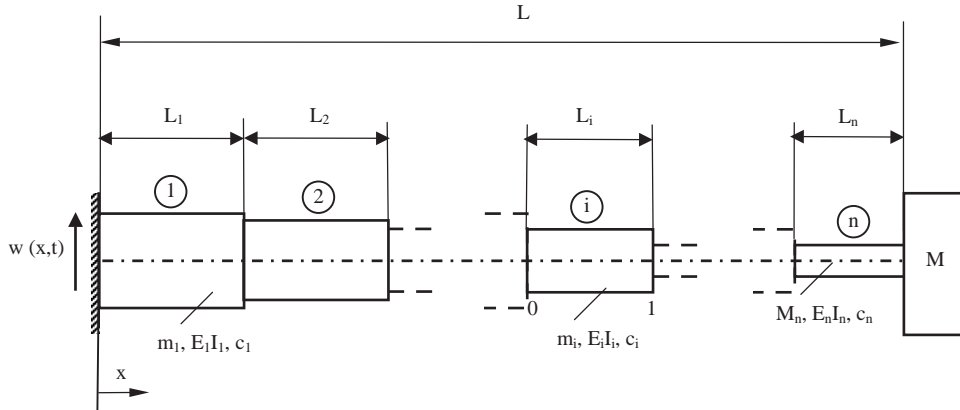 L
L₁ L₂ Lᵢ Lₙ
1 2 i n
w (x,t)
M
0 1
m₁, E₁I₁, c₁ mᵢ, EᵢIᵢ, cᵢ Mₙ, EₙIₙ, cₙ
x